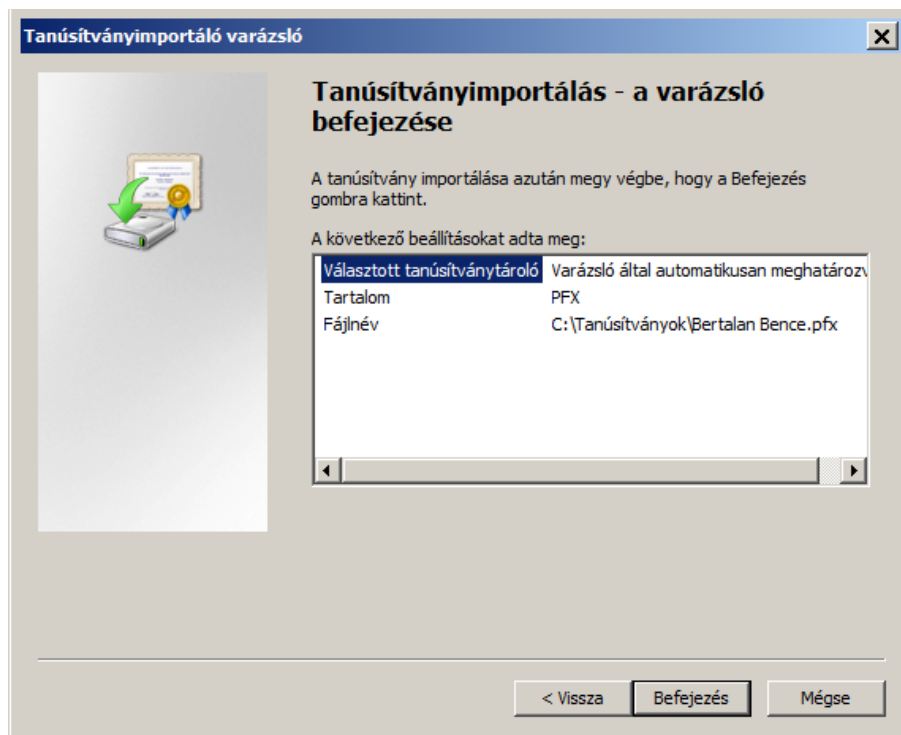 Tanúsítványimportáló varázsló
Tanúsítványimportálás - a varázsló
befejezése
A tanúsítvány importálása azután megy végbe, hogy a Befejezés
gombra kattint.
A következő beállításokat adta meg:
Választott tanúsítványtároló Varázsló által automatikusan meghatározv
Tartalom PFX
Fájlnév C:\Tanúsítványok\Bertalan Bence.pfx
< Vissza Befejezés Mégse